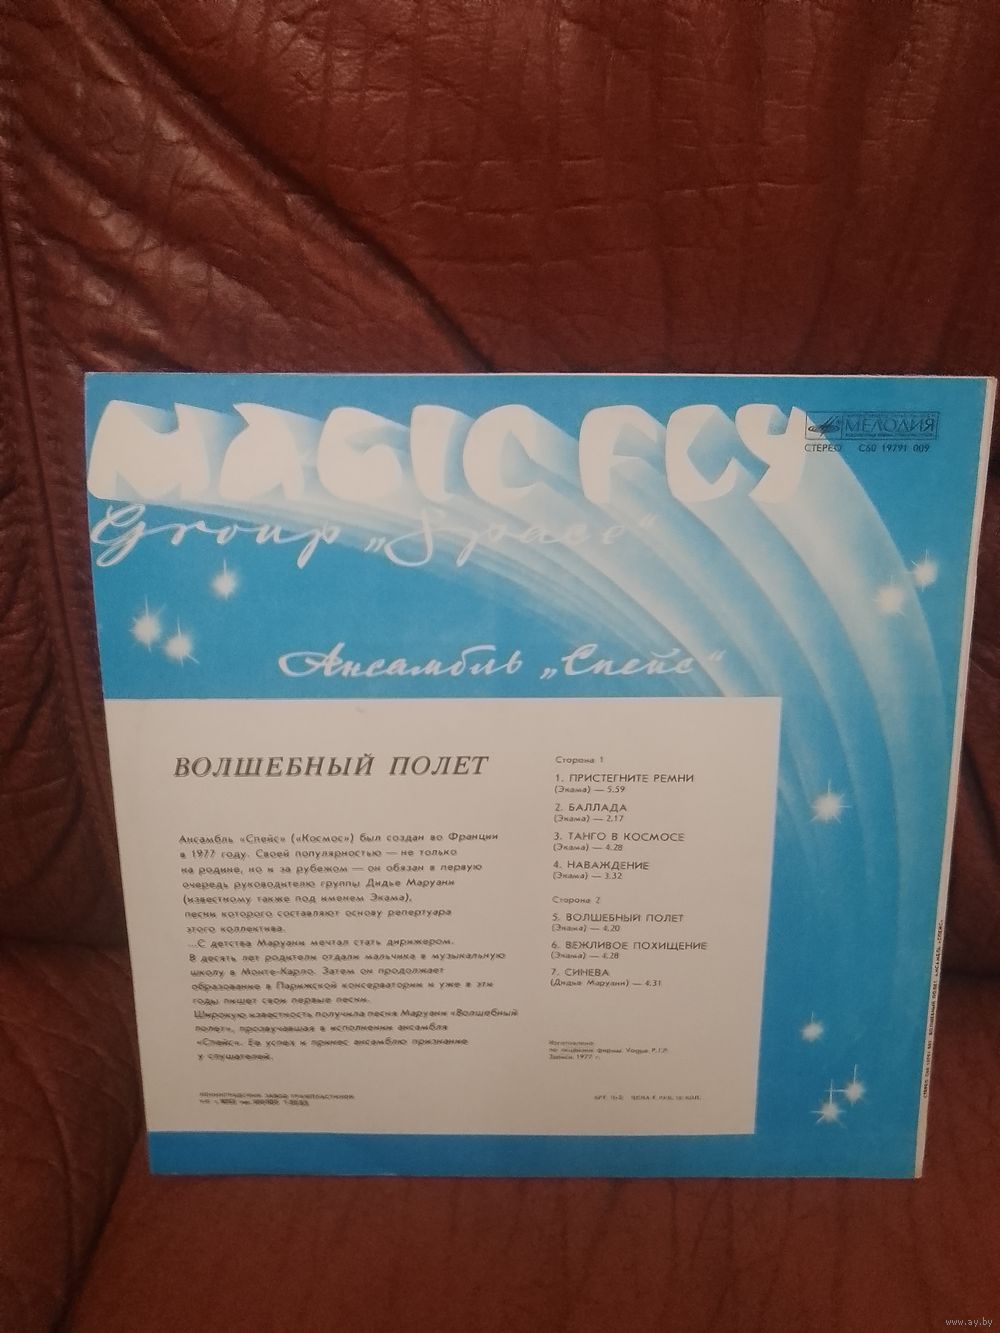 MAGIC FLY
МЕЛОДИЯ
СТЕРЕО С60 19791 009
Group „Space“
Ансамбль „Спейс“
ВОЛШЕБНЫЙ ПОЛЕТ
Ансамбль «Спейс» («Космос») был создан во Франции
в 1977 году. Своей популярностью — не только
на родине, но и за рубежом — он обязан в первую
очередь руководителю группы Дидье Маруани
(известному также под именем Экама),
песни которого составляют основу репертуара
этого коллектива.
...С детства Маруани мечтал стать дирижером.
В десять лет родители отдали мальчика в музыкальную
школу в Монте-Карло. Затем он продолжает
образование в Парижской консерватории и уже в эти
годы пишет свои первые песни.
Широкую известность получила песня Маруани «Волшебный
полет», прозвучавшая в исполнении ансамбля
«Спейс». Ее успех и принес ансамблю признание
у слушателей.
Сторона 1
1. ПРИСТЕГНИТЕ РЕМНИ
(Экама) — 5.59
2. БАЛЛАДА
(Экама) — 2.17
3. ТАНГО В КОСМОСЕ
(Экама) — 4.28
4. НАВАЖДЕНИЕ
(Экама) — 3.32
Сторона 2
5. ВОЛШЕБНЫЙ ПОЛЕТ
(Экама) — 4.20
6. ВЕЖЛИВОЕ ПОХИЩЕНИЕ
(Экама) — 4.28
7. СИНЕВА
(Дидье Маруани) — 4.31
Изготовлено
по лицензии фирмы Vogue P.I.P.
Запись 1977 г.
ЛЕНИНГРАДСКИЙ ЗАВОД ГРАМПЛАСТИНОК
www.ay.by